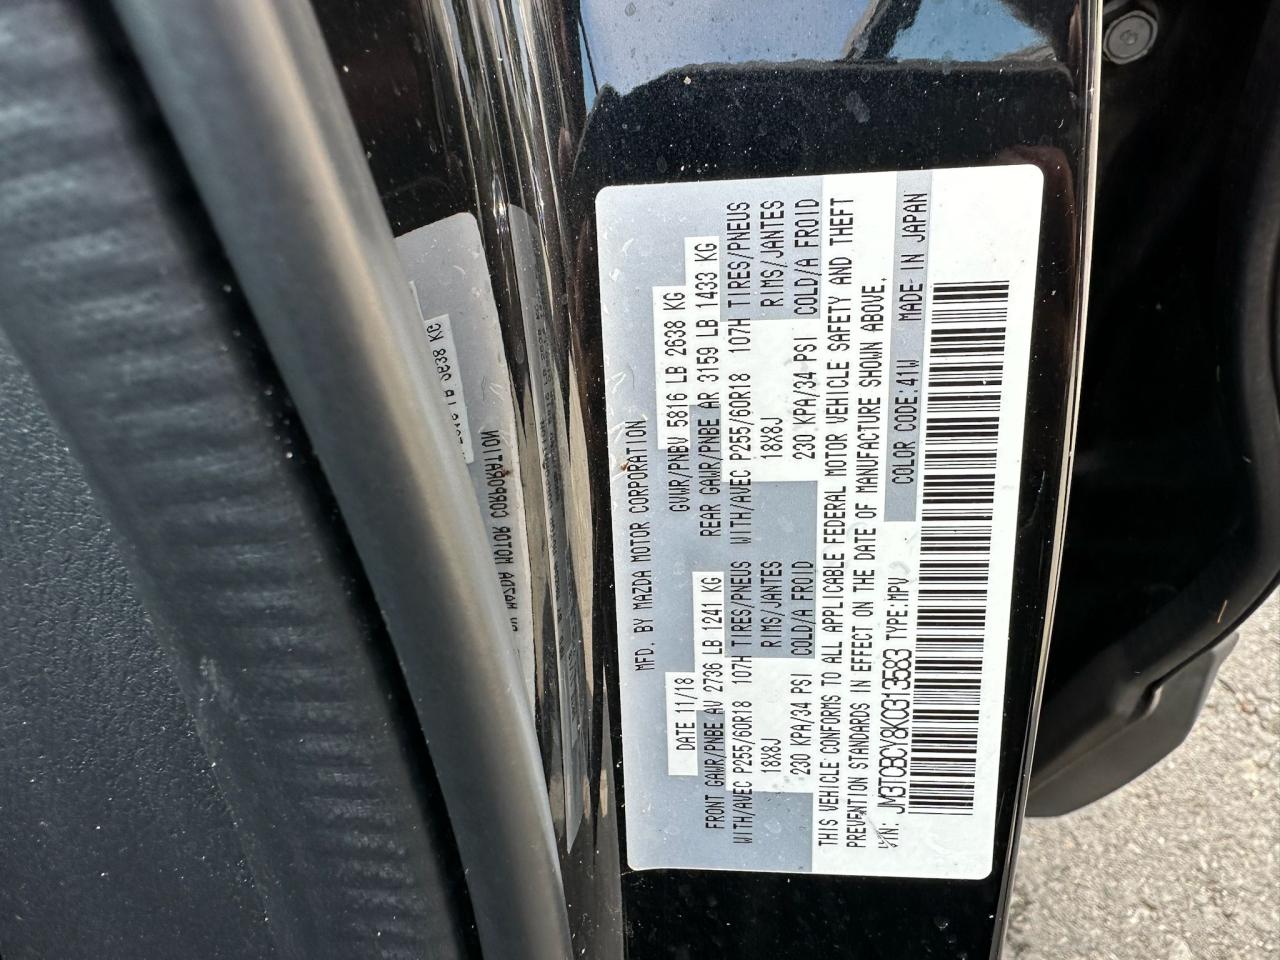 MFD. BY MAZDA MOTOR CORPORATION
DATE 11/18 GVWR/PNBV 5816 LB 2638 KG
FRONT GAWR/PNBE AV 2736 LB 1241 KG REAR GAWR/PNBE AR 3159 LB 1433 KG
WITH/AVEC P255/60R18 107H TIRES/PNEUS WITH/AVEC P255/60R18 107H TIRES/PNEUS
18X8J RIMS/JANTES 18X8J RIMS/JANTES
230 KPA/34 PSI COLD/A FROID 230 KPA/34 PSI COLD/A FROID
THIS VEHICLE CONFORMS TO ALL APPLICABLE FEDERAL MOTOR VEHICLE SAFETY AND THEFT
PREVENTION STANDARDS IN EFFECT ON THE DATE OF MANUFACTURE SHOWN ABOVE.
VIN: JM3TCBCY8K0313583 TYPE:MPV COLOR CODE:41W MADE IN JAPAN